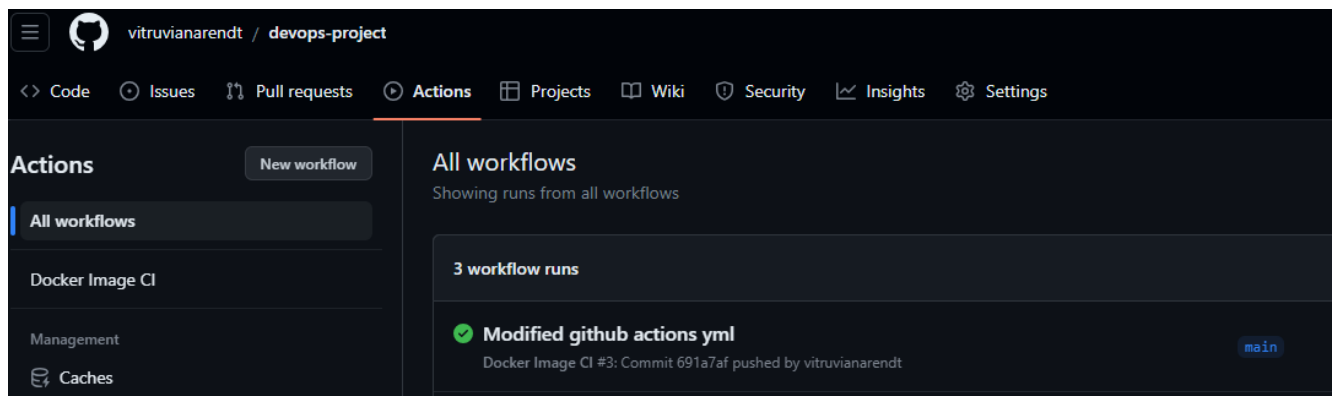 vitruvianarendt / devops-project
Code Issues Pull requests Actions Projects Wiki Security Insights Settings
Actions
New workflow
All workflows
Docker Image CI
Management
Caches
All workflows
Showing runs from all workflows
3 workflow runs
Modified github actions yml
main
Docker Image CI #3: Commit 691a7af pushed by vitruvianarendt